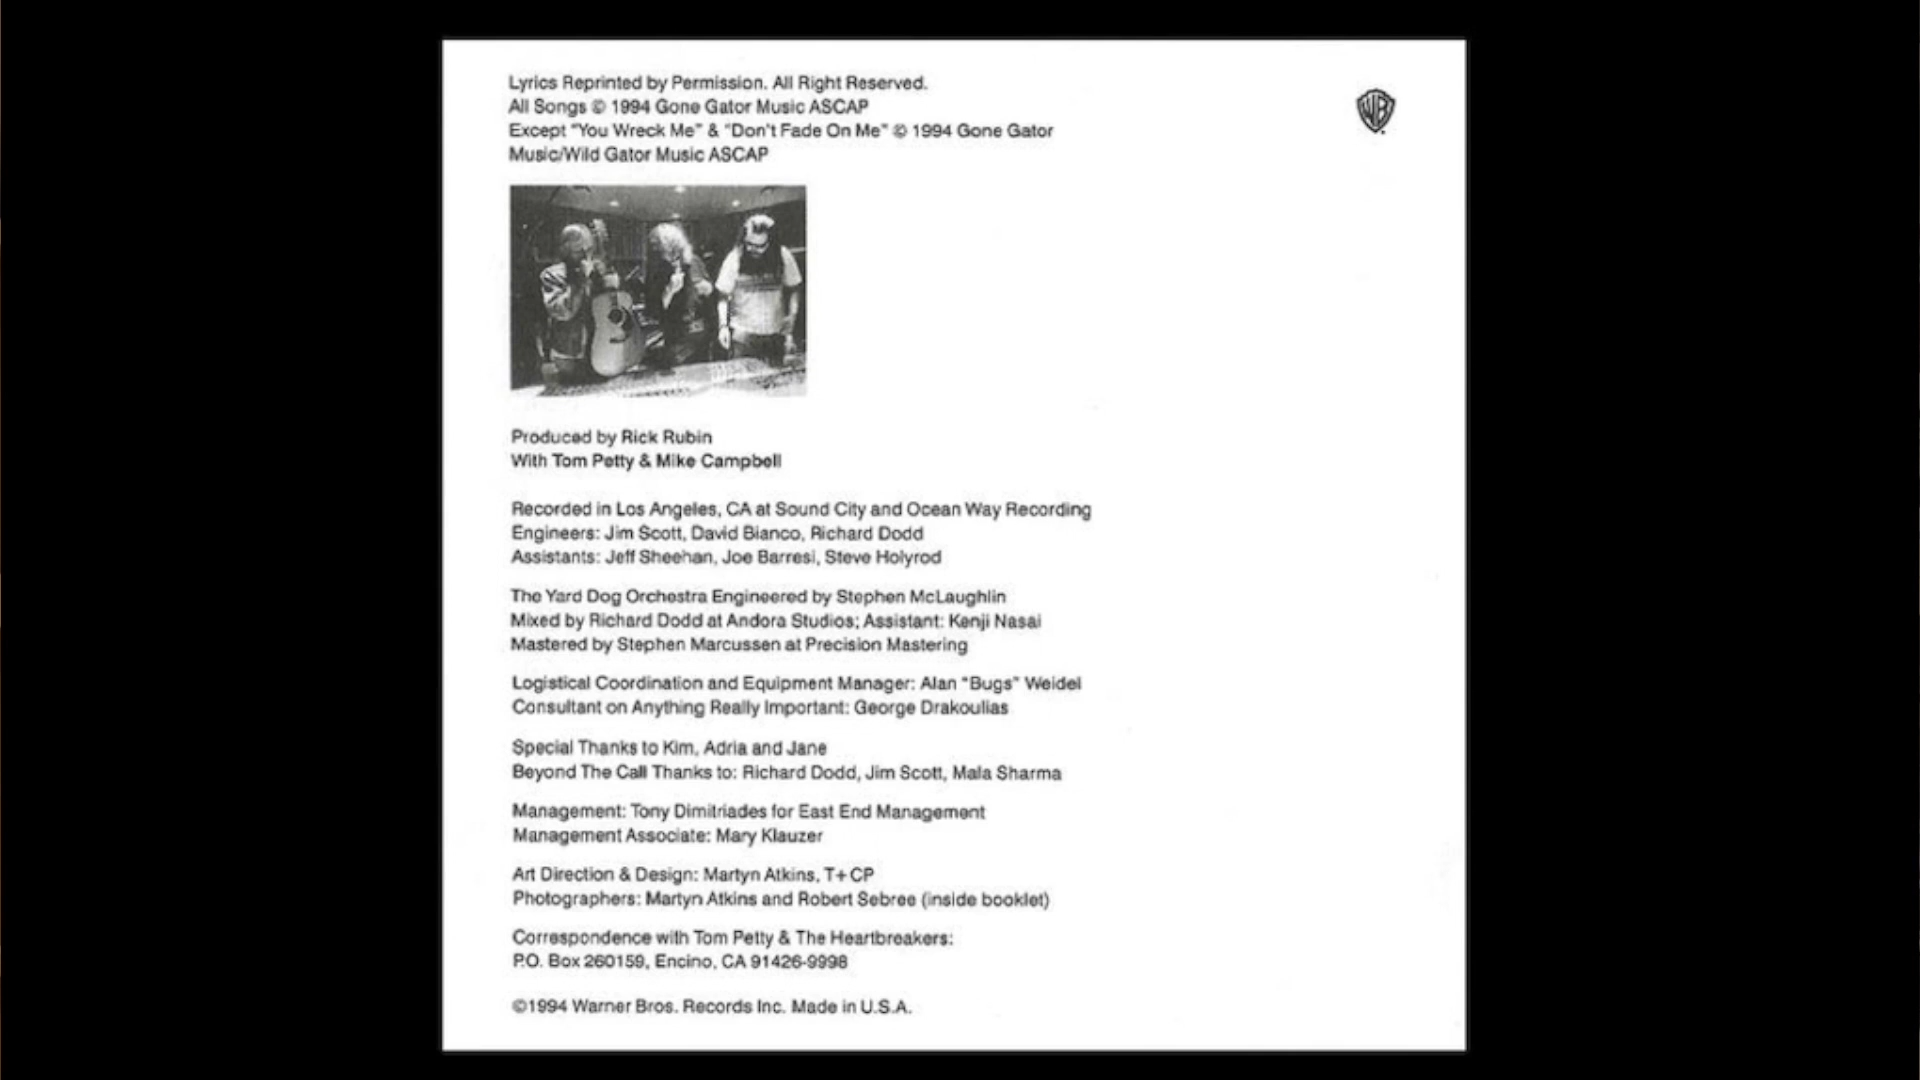 Lyrics Reprinted by Permission. All Right Reserved.
WB
All Songs © 1994 Gone Gator Music ASCAP
Except "You Wreck Me" & "Don't Fade On Me" © 1994 Gone Gator
Music/Wild Gator Music ASCAP
Produced by Rick Rubin
With Tom Petty & Mike Campbell
Recorded in Los Angeles, CA at Sound City and Ocean Way Recording
Engineers: Jim Scott, David Bianco, Richard Dodd
Assistants: Jeff Sheehan, Joe Barresi, Steve Holyrod
The Yard Dog Orchestra Engineered by Stephen McLaughlin
Mixed by Richard Dodd at Andora Studios; Assistant: Kenji Nasai
Mastered by Stephen Marcussen at Precision Mastering
Logistical Coordination and Equipment Manager: Alan "Bugs" Weidel
Consultant on Anything Really Important: George Drakoulias
Special Thanks to Kim, Adria and Jane
Beyond The Call Thanks to: Richard Dodd, Jim Scott, Mala Sharma
Management: Tony Dimitriades for East End Management
Management Associate: Mary Klauzer
Art Direction & Design: Martyn Atkins, T+CP
Photographers: Martyn Atkins and Robert Sebree (inside booklet)
Correspondence with Tom Petty & The Heartbreakers:
P.O. Box 260159, Encino, CA 91426-9998
©1994 Warner Bros. Records Inc. Made in U.S.A.